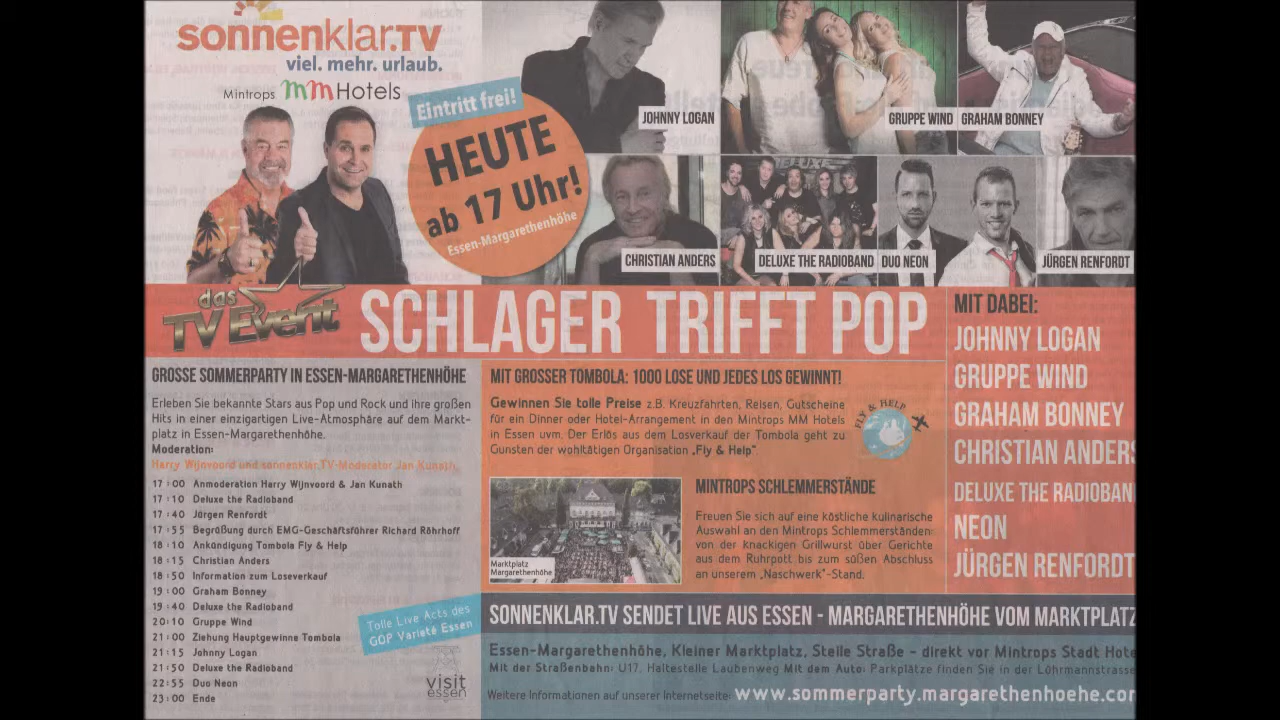 sonnenklar.TV
viel. mehr. urlaub.
Mintrops MM Hotels
Eintritt frei!
HEUTE
ab 17 Uhr!
Essen-Margarethenhöhe
JOHNNY LOGAN
GRUPPE WIND
GRAHAM BONNEY
CHRISTIAN ANDERS
DELUXE
DELUXE THE RADIOBAND
DUO NEON
JÜRGEN RENFORDT
das
TV Event
SCHLAGER TRIFFT POP
MIT DABEI:
JOHNNY LOGAN
GRUPPE WIND
GRAHAM BONNEY
CHRISTIAN ANDERS
DELUXE THE RADIOBAN
NEON
JÜRGEN RENFORDT
GROSSE SOMMERPARTY IN ESSEN-MARGARETHENHÖHE
Erleben Sie bekannte Stars aus Pop und Rock und ihre großen
Hits in einer einzigartigen Live-Atmosphäre auf dem Markt-
platz in Essen-Margarethenhöhe.
Moderation:
Harry Wijnvoord und sonnenklar.TV-Moderator Jan Kunath.
17:00 Anmoderation Harry Wijnvoord & Jan Kunath
17:10 Deluxe the Radioband
17:40 Jürgen Renfordt
17:55 Begrüßung durch EMG-Geschäftsführer Richard Röhrhoff
18:10 Ankündigung Tombola Fly & Help
18:15 Christian Anders
18:50 Information zum Loseverkauf
19:00 Graham Bonney
19:40 Deluxe the Radioband
20:10 Gruppe Wind
21:00 Ziehung Hauptgewinne Tombola
21:15 Johnny Logan
21:50 Deluxe the Radioband
22:55 Duo Neon
23:00 Ende
Tolle Live Acts des
GOP Varieté Essen
visit
essen
MIT GROSSER TOMBOLA: 1000 LOSE UND JEDES LOS GEWINNT!
Gewinnen Sie tolle Preise z.B. Kreuzfahrten, Reisen, Gutscheine
für ein Dinner oder Hotel-Arrangement in den Mintrops MM Hotels
in Essen uvm. Der Erlös aus dem Losverkauf der Tombola geht zu
Gunsten der wohltätigen Organisation „Fly & Help".
FLY & HELP
MINTROPS SCHLEMMERSTÄNDE
Freuen Sie sich auf eine köstliche kulinarische
Auswahl an den Mintrops Schlemmerständen:
von der knackigen Grillwurst über Gerichte
aus dem Ruhrpott bis zum süßen Abschluss
an unserem „Naschwerk"-Stand.
Marktplatz
Margarethenhöhe
SONNENKLAR.TV SENDET LIVE AUS ESSEN - MARGARETHENHÖHE VOM MARKTPLATZ
Essen-Margarethenhöhe, Kleiner Marktplatz, Steile Straße - direkt vor Mintrops Stadt Hote
Mit der Straßenbahn: U17, Haltestelle Laubenweg Mit dem Auto: Parkplätze finden Sie in der Lührmannstrasse
Weitere Informationen auf unserer Internetseite: www.sommerparty.margarethenhoehe.cor